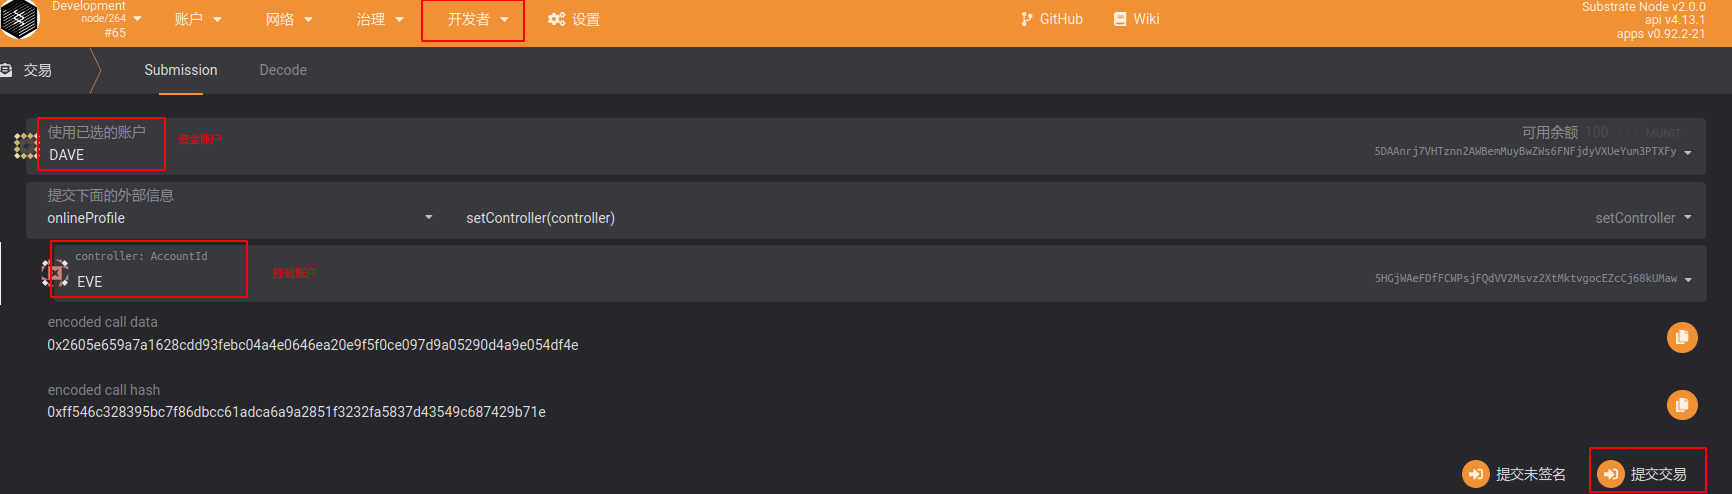 Development
node/264
#65
账户
网络
治理
开发者
设置
GitHub
Wiki
Substrate Node v2.0.0
api v4.13.1
apps v0.92.2-21
交易
Submission
Decode
使用已选的账户
DAVE
资金账户
可用余额 100. MUNIT
5DAAnrj7VHTznn2AWBemMuyBwZWs6FNFjdyVXUeYum3PTXFy
提交下面的外部信息
onlineProfile
setController(controller)
setController
controller: AccountId
EVE
控制账户
5HGjWAeFDfFCWPsjFQdVV2Msvz2XtMktvgocEZcCj68kUMaw
encoded call data
0x2605e659a7a1628cdd93febc04a4e0646ea20e9f5f0ce097d9a05290d4a9e054df4e
encoded call hash
0xff546c328395bc7f86dbcc61adca6a9a2851f3232fa5837d43549c687429b71e
提交未签名
提交交易